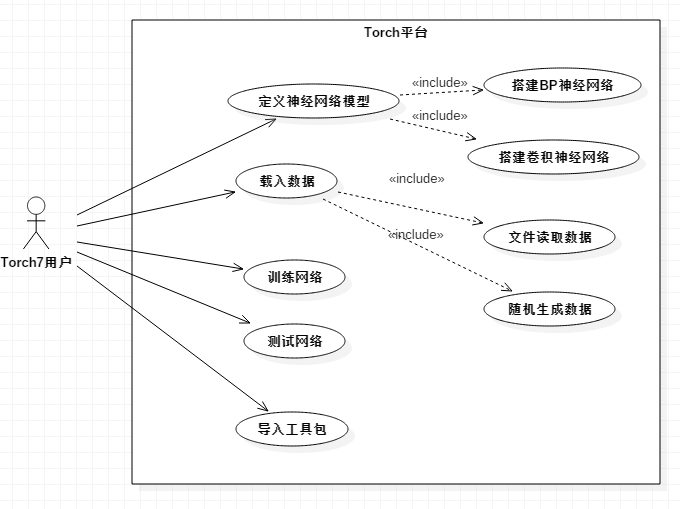 Torch平台
«include»
搭建BP神经网络
定义神经网络模型
«include»
搭建卷积神经网络
载入数据
«include»
文件读取数据
«include»
Torch7用户
训练网络
随机生成数据
测试网络
导入工具包